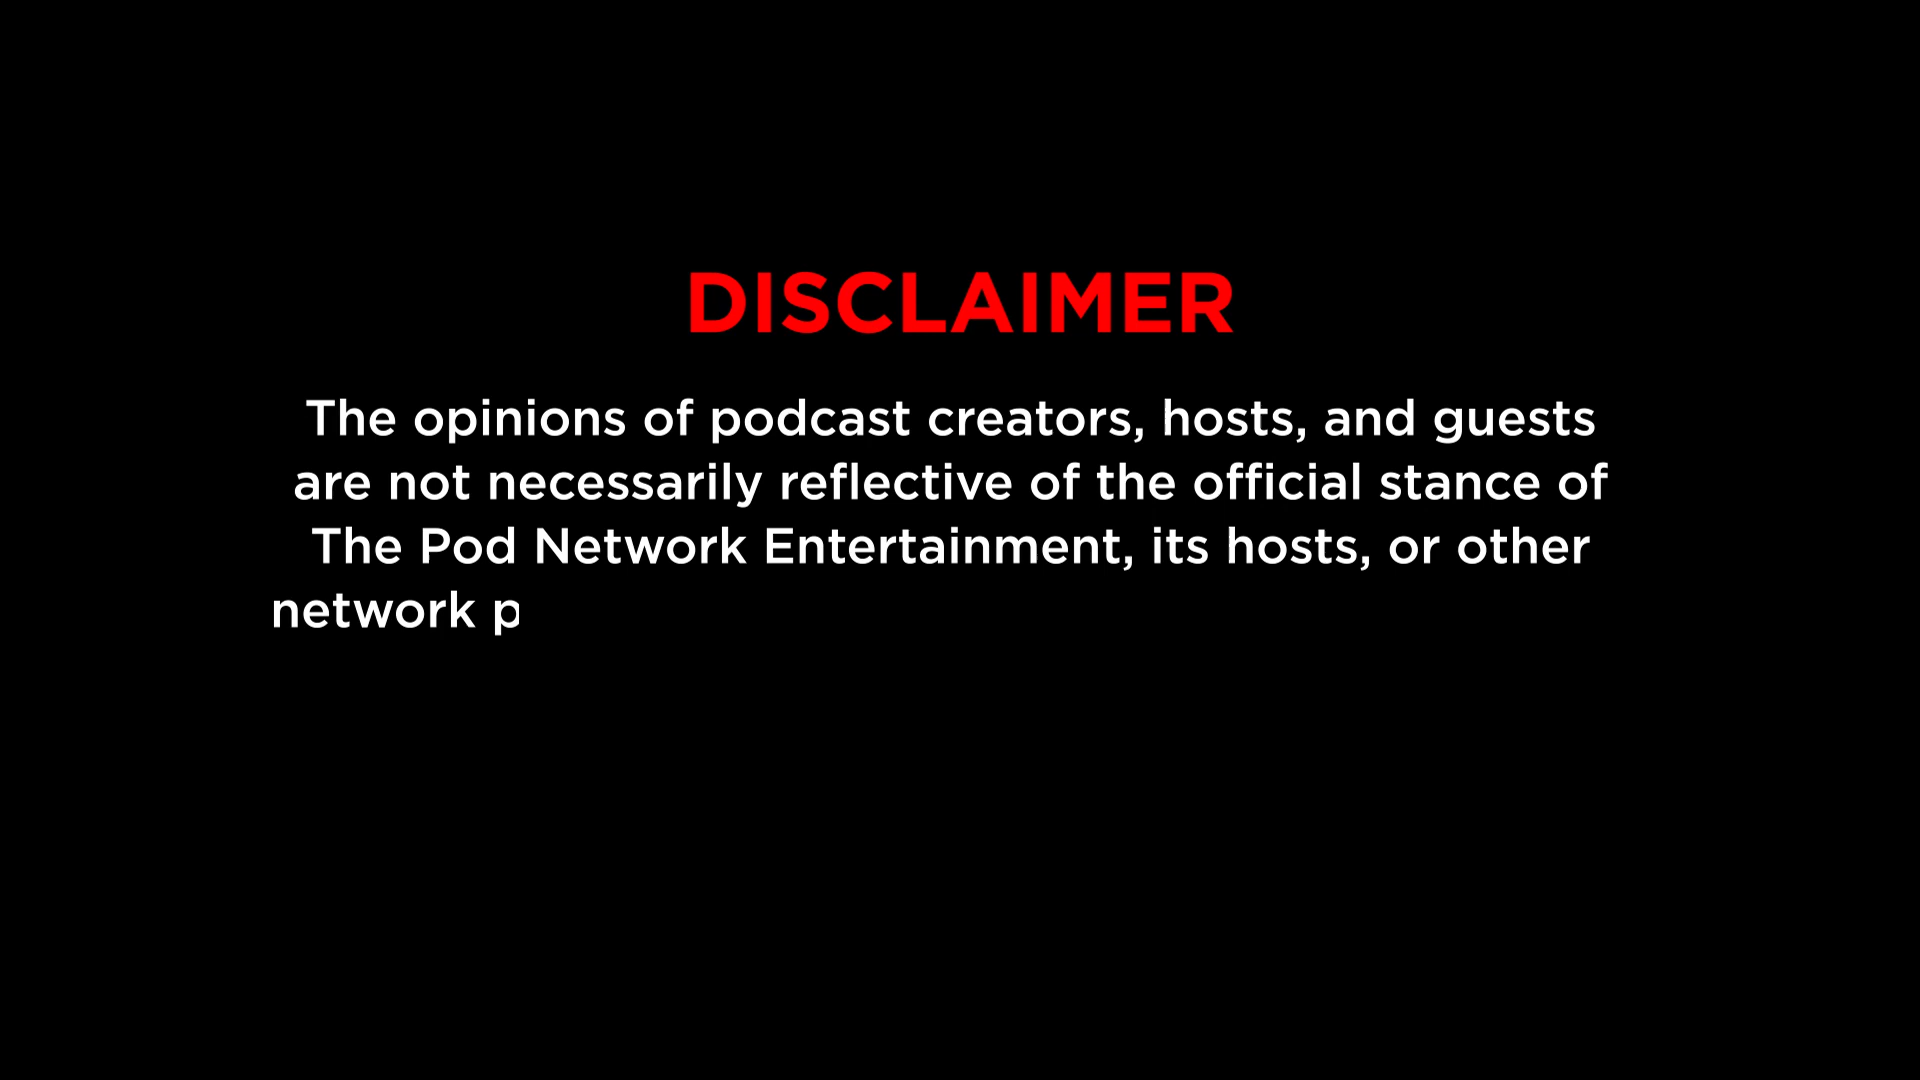 DISCLAIMER
The opinions of podcast creators, hosts, and guests
are not necessarily reflective of the official stance of
The Pod Network Entertainment, its hosts, or other
network p